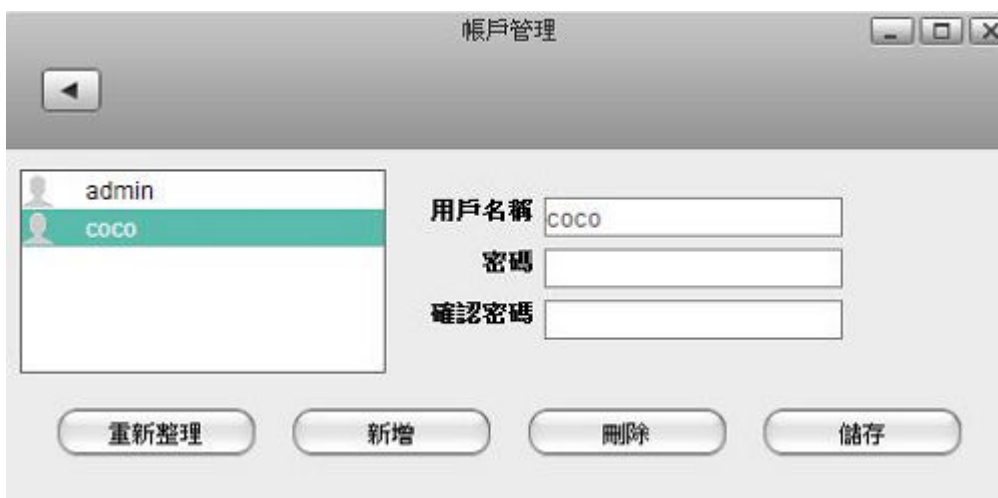 帳戶管理
admin
coco
用戶名稱 coco
密碼
確認密碼
重新整理 新增 刪除 儲存